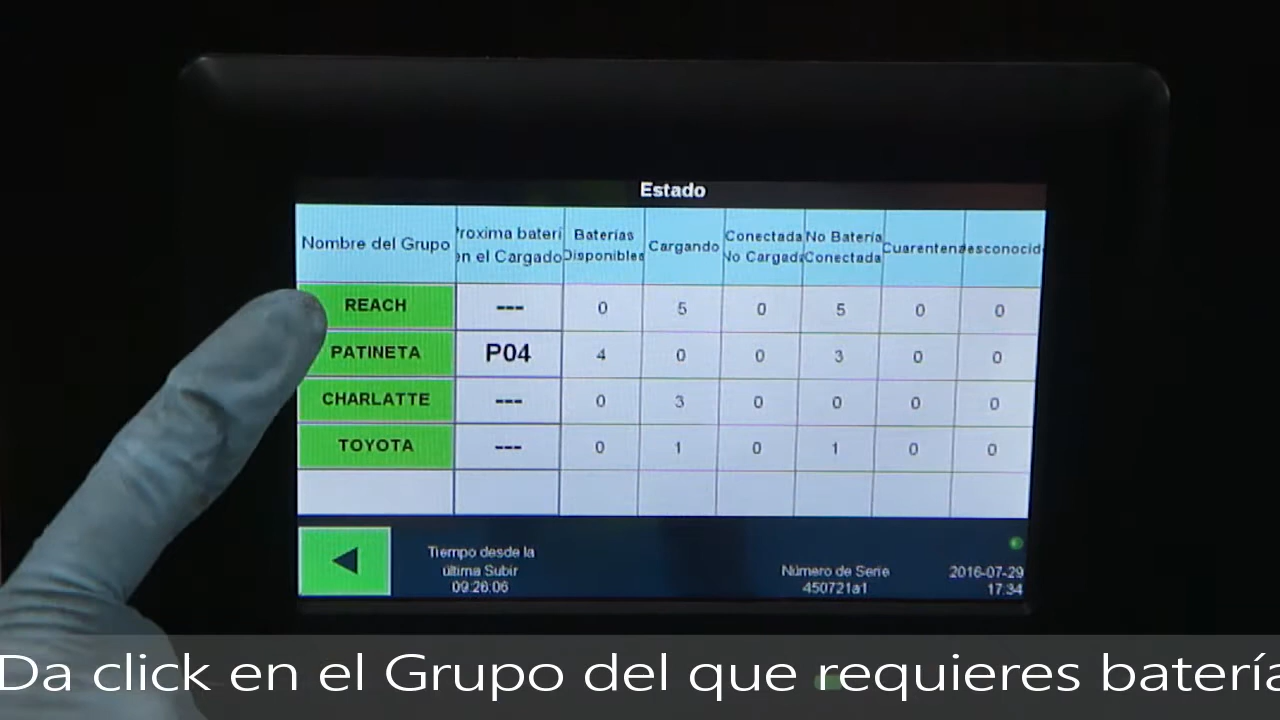 Estado
Nombre del Grupo
roxima baterí
n el Cargado
Baterías
Disponibles
Cargando
Conectada
No Cargada
No Batería
Conectada
Cuarentena
esconocid
REACH --- 0 5 0 5 0 0
PATINETA P04 4 0 0 3 0 0
CHARLATTE --- 0 3 0 0 0 0
TOYOTA --- 0 1 0 1 0 0
Tiempo desde la
última Subir
09:26:06
Número de Serie
450721a1
2016-07-29
17:34
Da click en el Grupo del que requieres batería